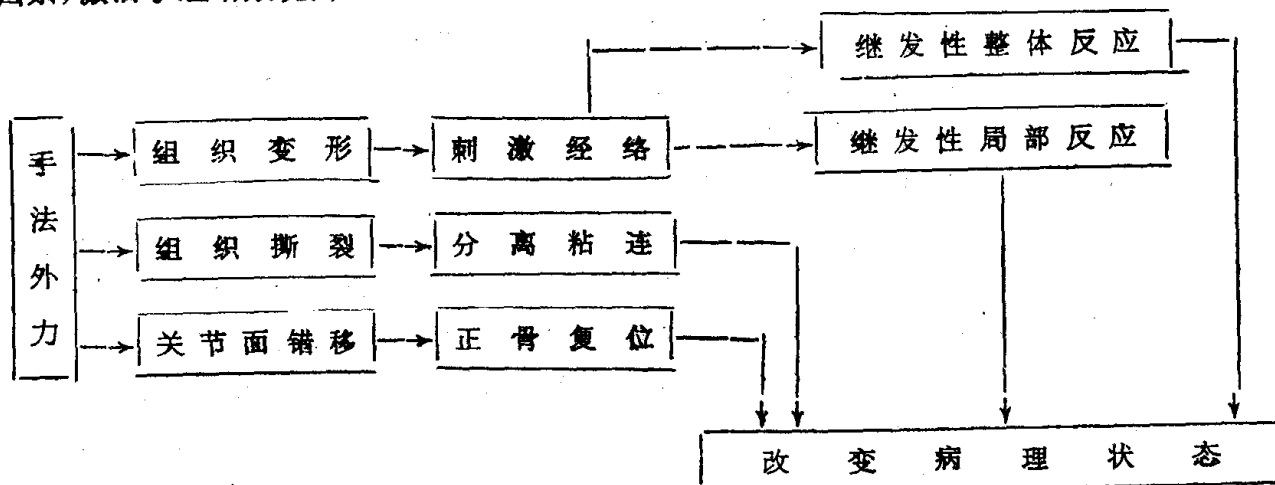 继发性整体反应
手法外力
组织变形
刺激经络
继发性局部反应
组织撕裂
分离粘连
关节面错移
正骨复位
改变病理状态